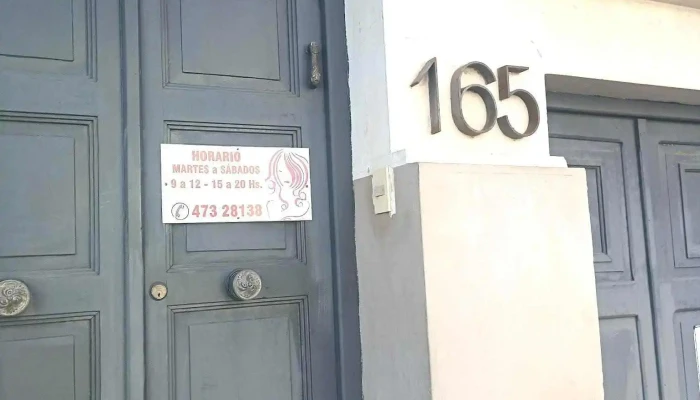 HORARIO
MARTES a SÁBADOS
9 a 12 - 15 a 20 Hs.
473 28138
165